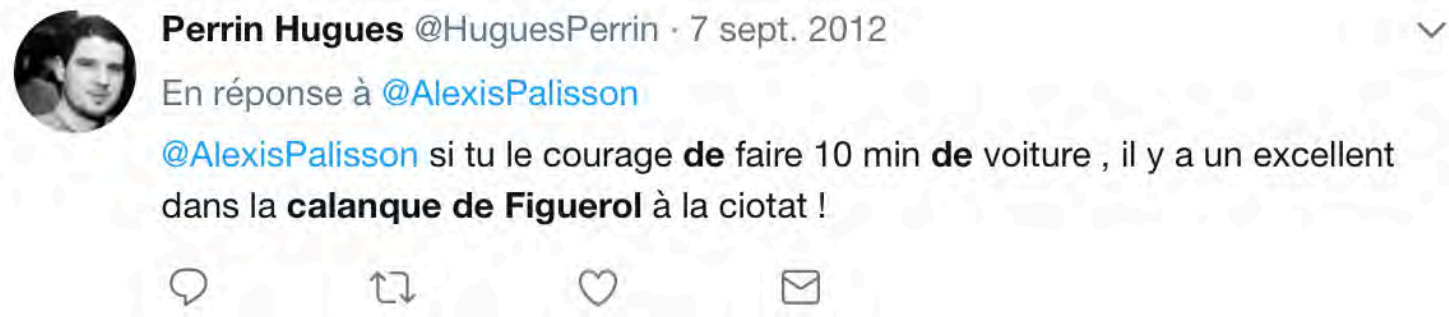 Perrin Hugues @HuguesPerrin · 7 sept. 2012
En réponse à @AlexisPalisson
@AlexisPalisson si tu le courage de faire 10 min de voiture , il y a un excellent
dans la calanque de Figuerol à la ciotat !